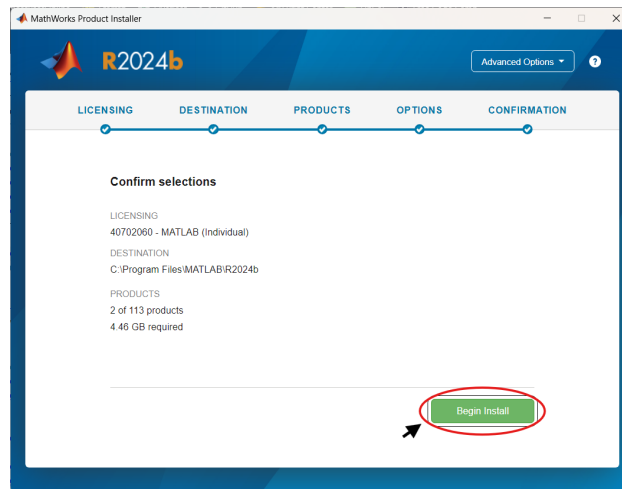 MathWorks Product Installer
R2024b
Advanced Options
?
LICENSING DESTINATION PRODUCTS OPTIONS CONFIRMATION
Confirm selections
LICENSING
40702060 - MATLAB (Individual)
DESTINATION
C:\Program Files\MATLAB\R2024b
PRODUCTS
2 of 113 products
4.46 GB required
Begin Install